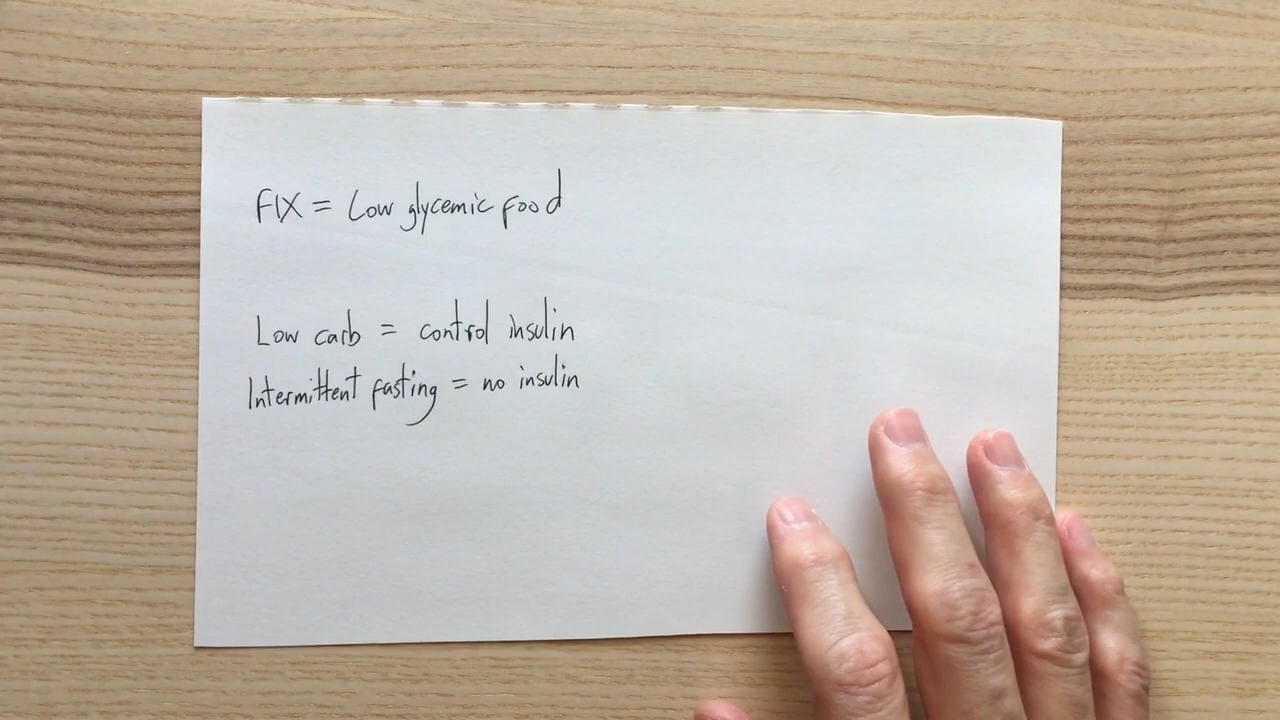 FIX = Low glycemic food
Low carb = control insulin
Intermittent fasting = no insulin